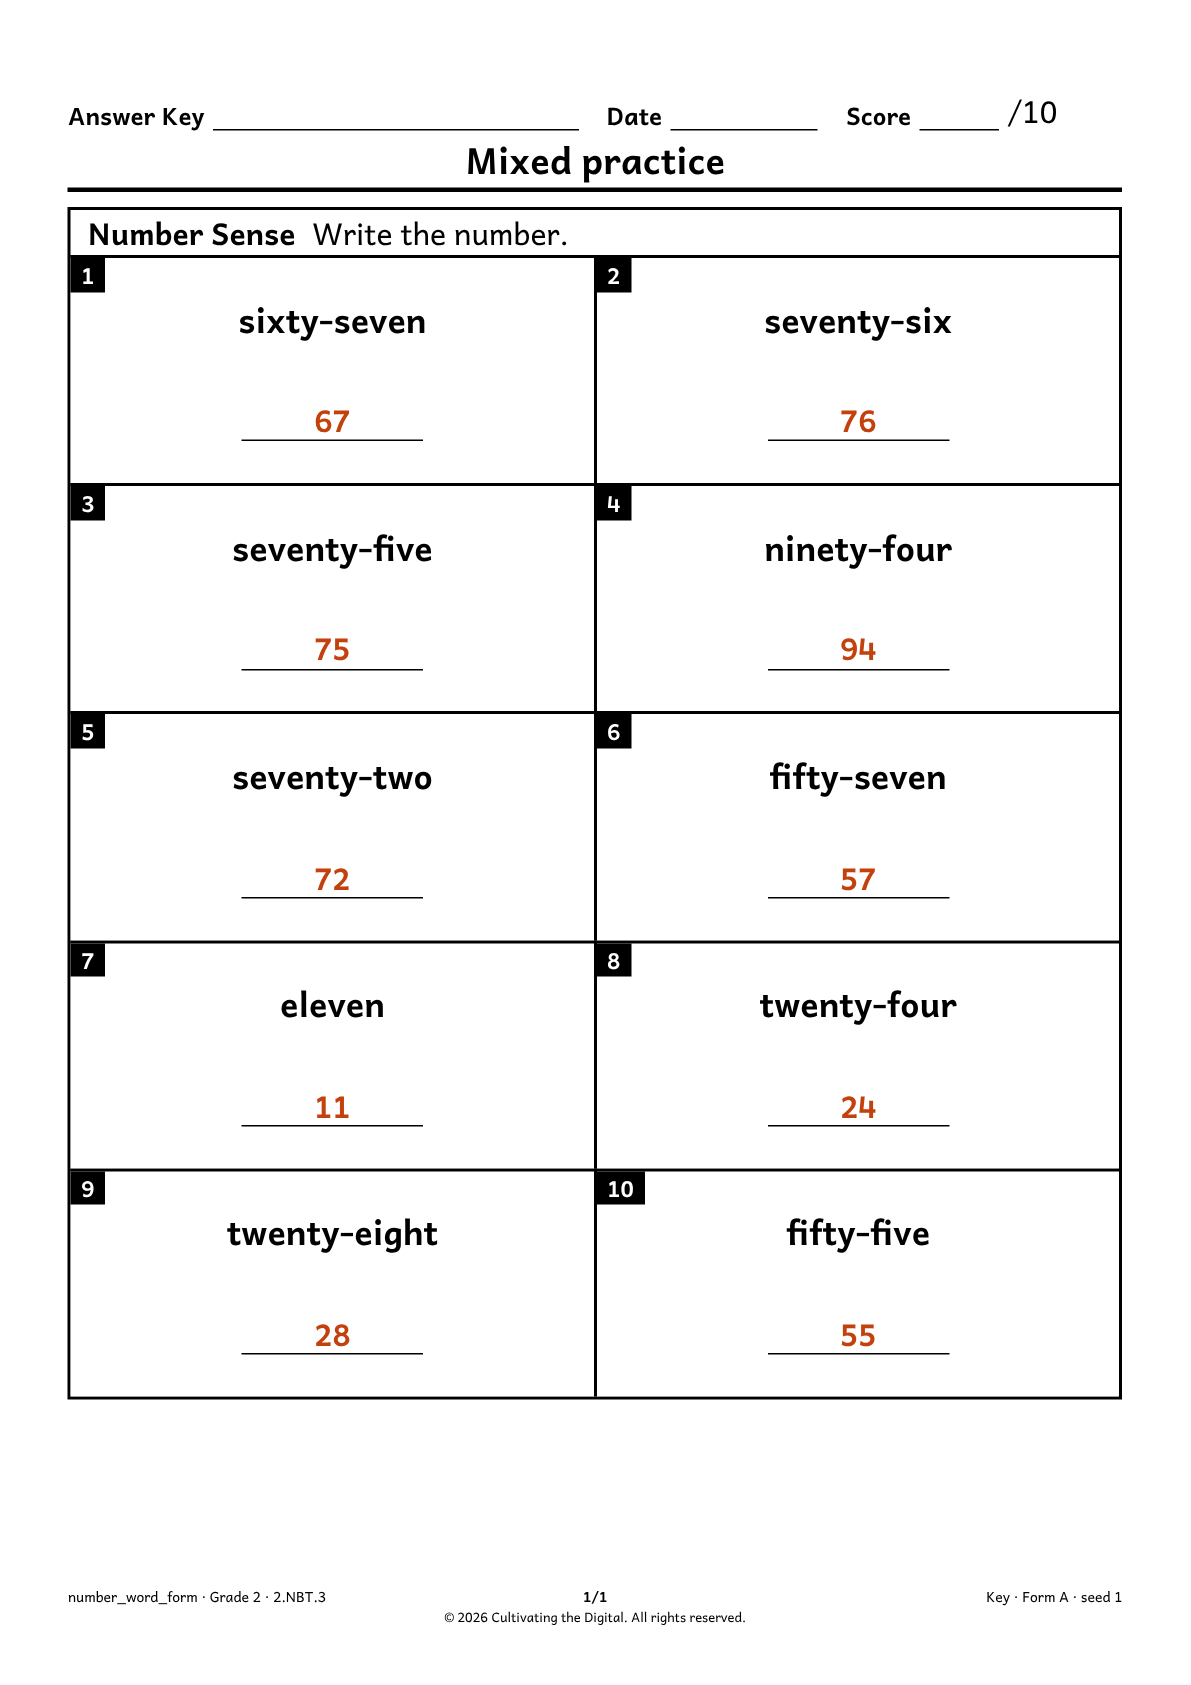 Answer Key Date Score /10
Mixed practice
Number Sense Write the number.
1
sixty-seven
67
2
seventy-six
76
3
seventy-five
75
4
ninety-four
94
5
seventy-two
72
6
fifty-seven
57
7
eleven
11
8
twenty-four
24
9
twenty-eight
28
10
fifty-five
55
number_word_form · Grade 2 · 2.NBT.3 1/1 Key · Form A · seed 1
© 2026 Cultivating the Digital. All rights reserved.